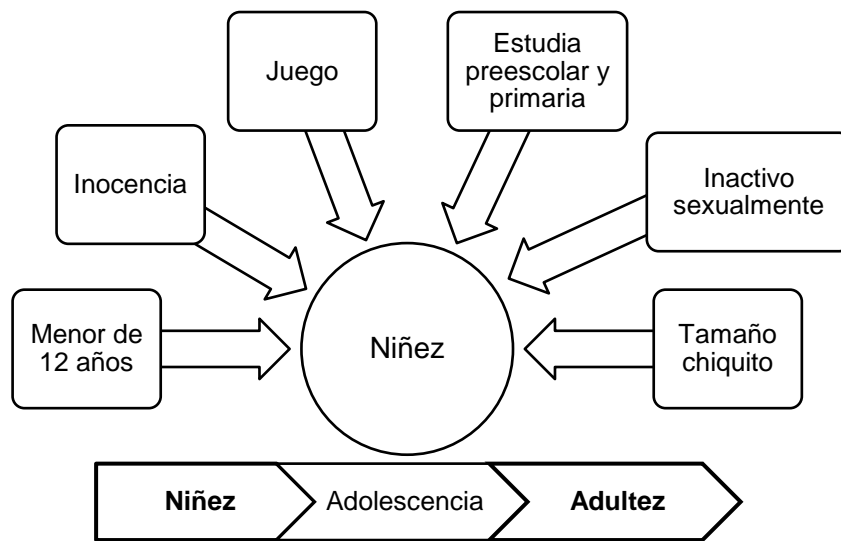 Juego
Estudia
preescolar y
primaria
Inocencia
Inactivo
sexualmente
Menor de
12 años
Niñez
Tamaño
chiquito
Niñez
Adolescencia
Adultez